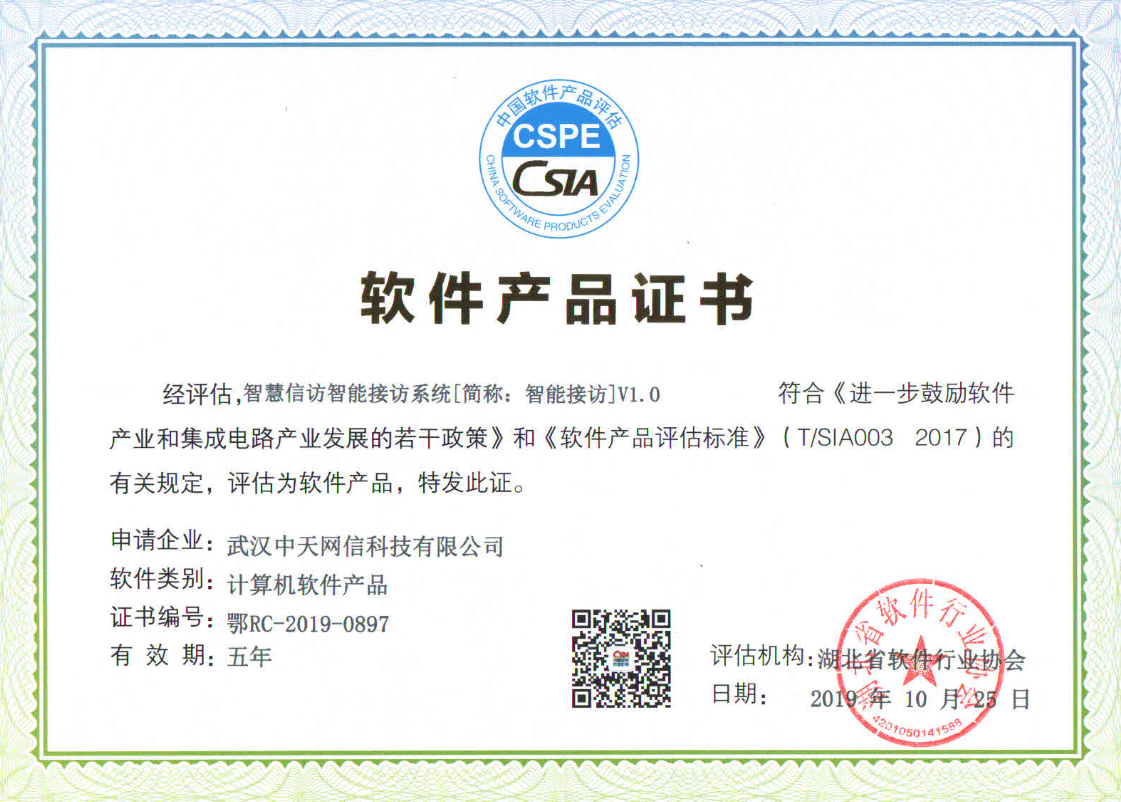 中国软件产品评估
CSPE
CSIA
CHINA SOFTWARE PRODUCTS EVALUATION
软件产品证书
经评估,智慧信访智能接访系统[简称：智能接访]V1.0 符合《进一步鼓励软件
产业和集成电路产业发展的若干政策》和《软件产品评估标准》（T/SIA003 2017）的
有关规定，评估为软件产品，特发此证。
申请企业：武汉中天网信科技有限公司
软件类别：计算机软件产品
证书编号：鄂RC-2019-0897
有效期：五年
评估机构：湖北省软件行业协会
日期：2019 年 10 月 25 日
湖北省软件行业协会
4201050141588